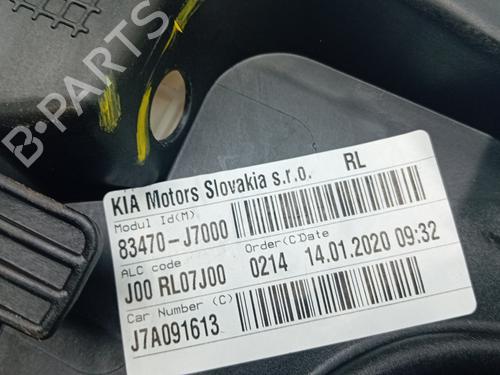 B-PARTS
KIA Motors Slovakia s.r.o. RL
Modul Id(M)
83470-J7000
ALC code Order(C) Date
J00 RL07J00 0214 14.01.2020 09:32
Car Number (C)
J7A091613